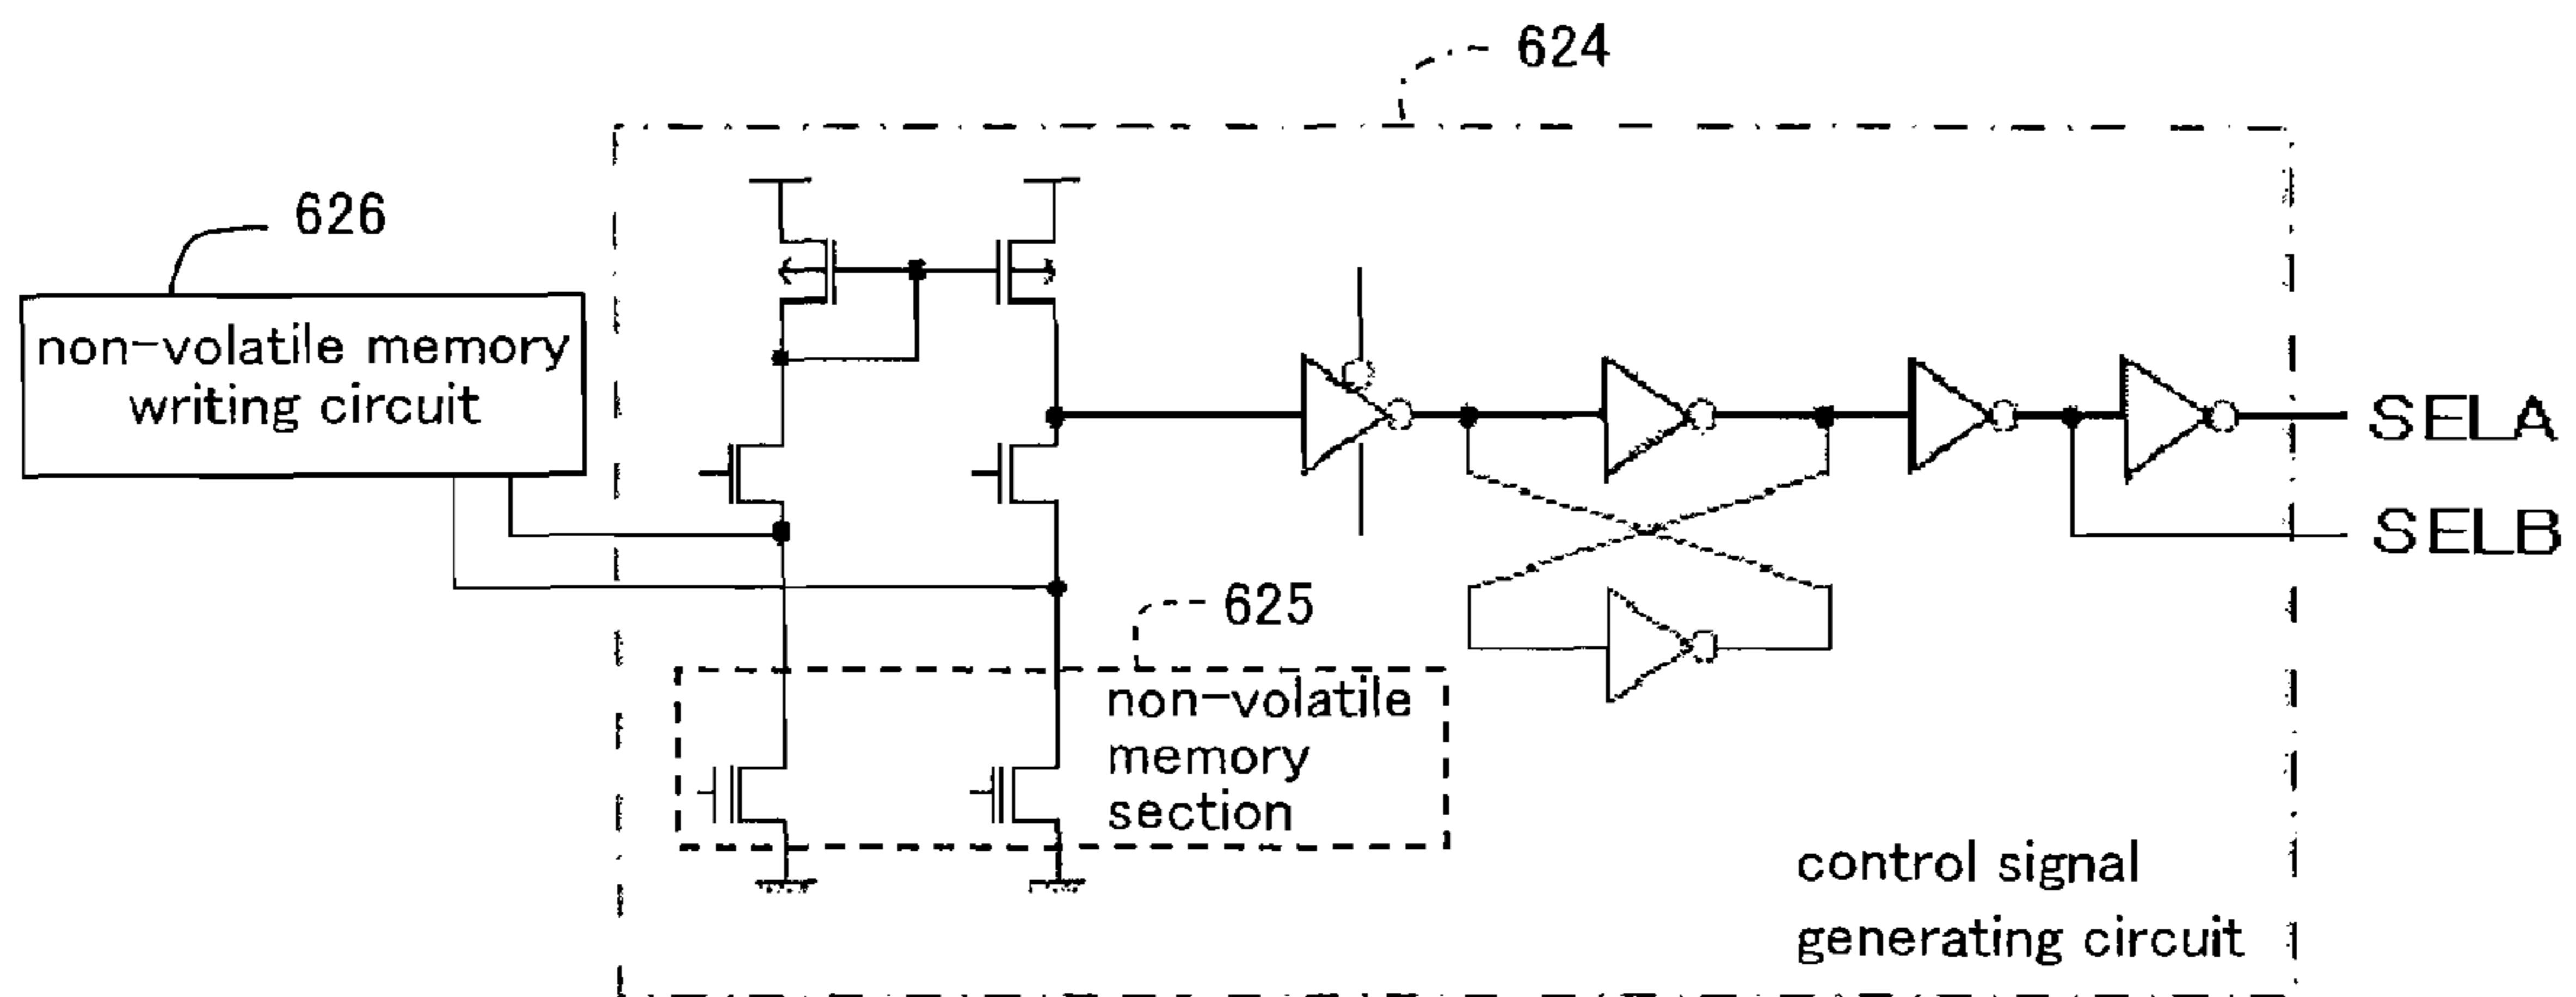 624
626
non-volatile memory
writing circuit
SELA
SELB
625
non-volatile
memory
section
control signal
generating circuit